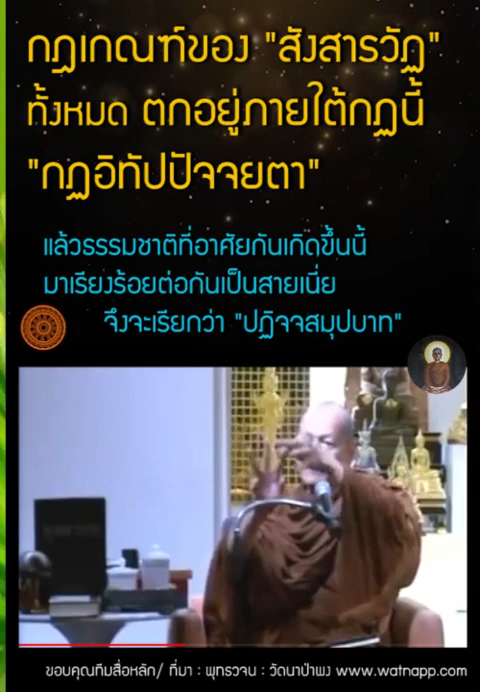 กฎเกณฑ์ของ "สังสารวัฏ"
ทั้งหมด ตกอยู่ภายใต้กฎนี้
"กฎอิทัปปัจจยตา"
แล้วธรรมชาติที่อาศัยกันเกิดขึ้นนี้
มาเรียงร้อยต่อกันเป็นสายเนี่ย
จึงจะเรียกว่า "ปฏิจจสมุปบาท"
ขอบคุณทีมสื่อหลัก/ ที่มา : พุทธวจน : วัดนาป่าพง www.watnapp.com